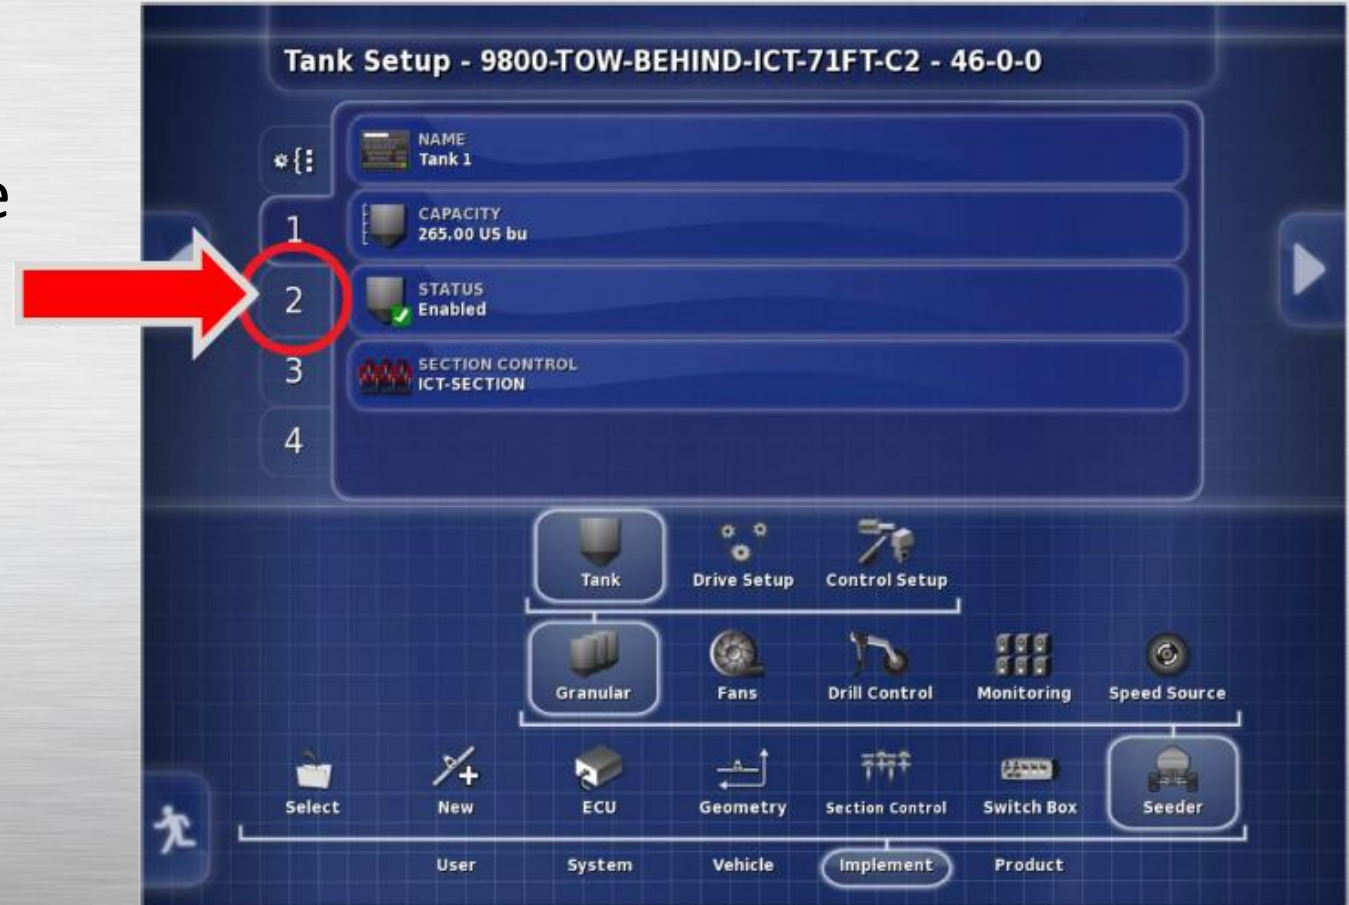 Tank Setup - 9800-TOW-BEHIND-ICT-71FT-C2 - 46-0-0
NAME
Tank 1
1
CAPACITY
265.00 US bu
2
STATUS
Enabled
3
SECTION CONTROL
ICT-SECTION
4
Tank
Drive Setup
Control Setup
Granular
Fans
Drill Control
Monitoring
Speed Source
Select
New
ECU
Geometry
Section Control
Switch Box
Seeder
User
System
Vehicle
Implement
Product